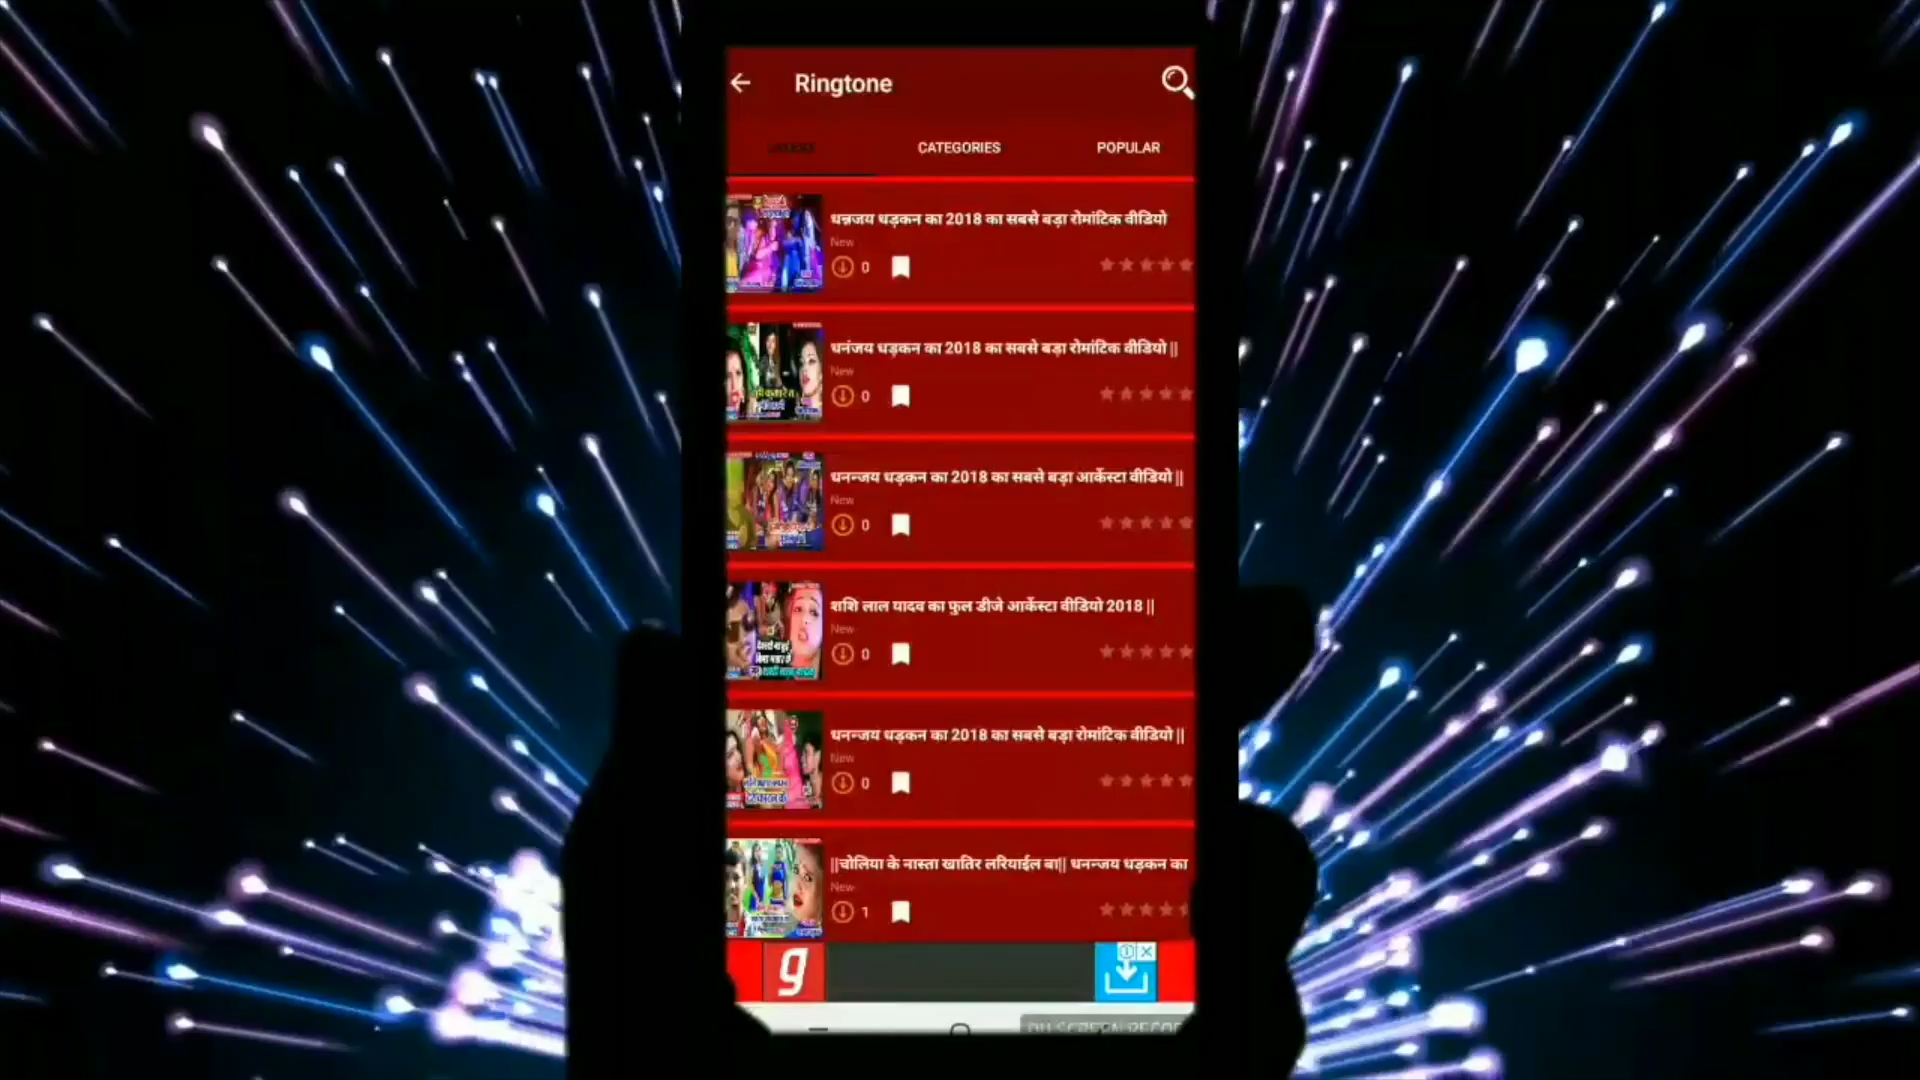 Ringtone
LATEST CATEGORIES POPULAR
धन्नजय धड़कन का 2018 का सबसे बड़ा रोमांटिक वीडियो
New
0
धनंजय धड़कन का 2018 का सबसे बड़ा रोमांटिक वीडियो ||
New
0
धनन्जय धड़कन का 2018 का सबसे बड़ा आर्केस्टा वीडियो ||
New
0
शशि लाल यादव का फुल डीजे आर्केस्टा वीडियो 2018 ||
New
0
धनन्जय धड़कन का 2018 का सबसे बड़ा रोमांटिक वीडियो ||
New
0
||चोलिया के नास्ता खातिर लरियाईल बा|| धनन्जय धड़कन का
New
1
g